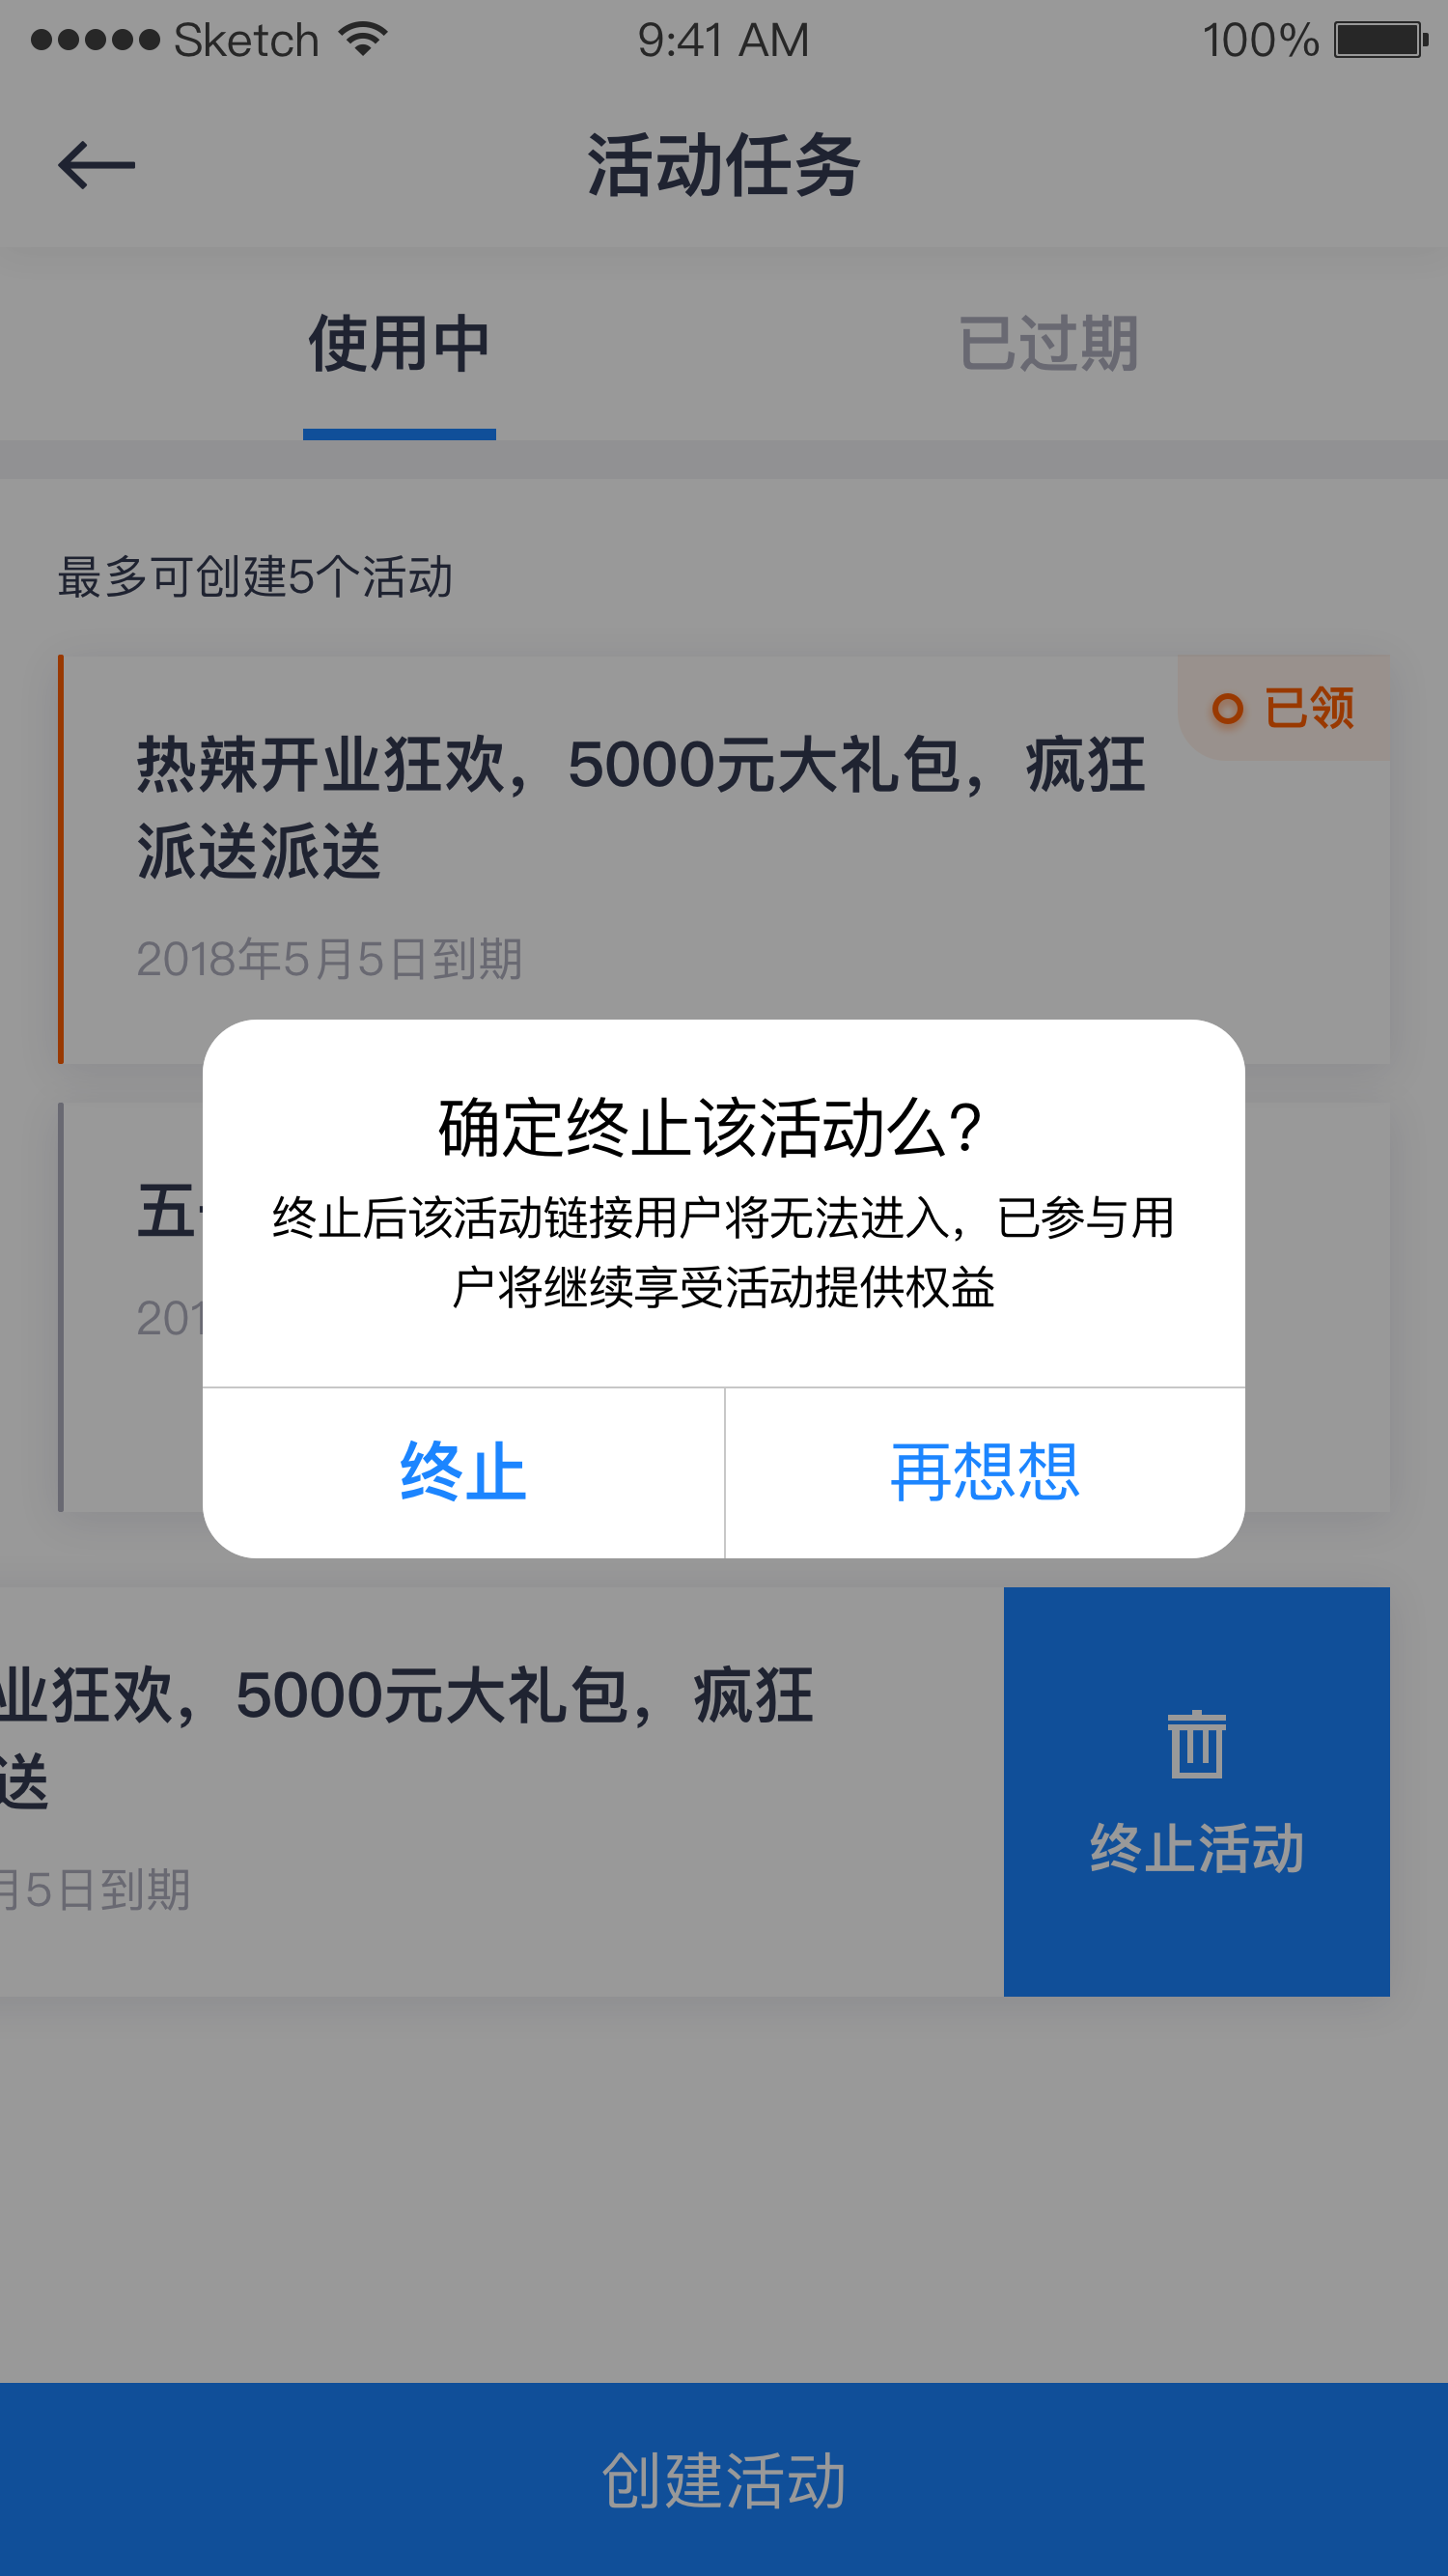 Sketch 9:41 AM 100%
活动任务
使用中 已过期
最多可创建5个活动
已领
热辣开业狂欢，5000元大礼包，疯狂
派送派送
2018年5月5日到期
确定终止该活动么？
终止后该活动链接用户将无法进入，已参与用
户将继续享受活动提供权益
五
201
终止 再想想
业狂欢，5000元大礼包，疯狂
送
月5日到期
终止活动
创建活动